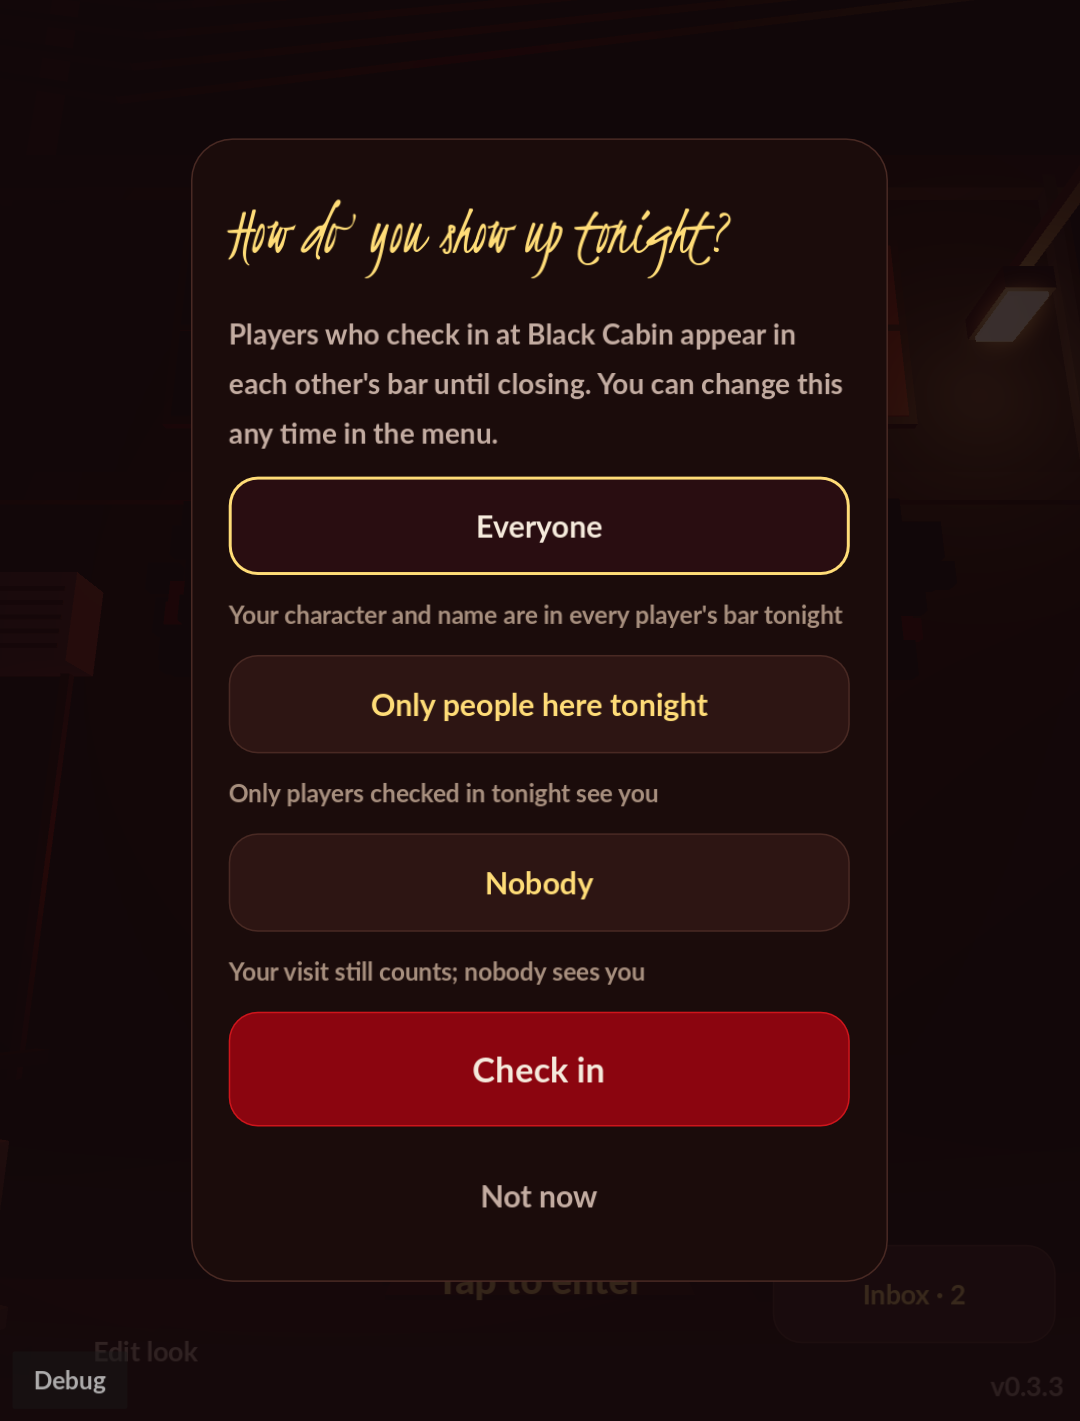 How do you show up tonight?
Players who check in at Black Cabin appear in
each other's bar until closing. You can change this
any time in the menu.
Everyone
Your character and name are in every player's bar tonight
Only people here tonight
Only players checked in tonight see you
Nobody
Your visit still counts; nobody sees you
Check in
Not now
Tap to enter
Inbox · 2
Edit look
Debug
v0.3.3